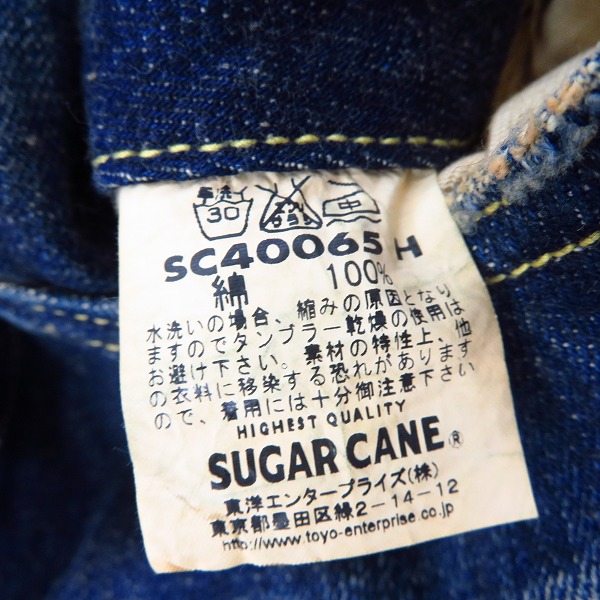 手洗イ
30
SC40065H
綿 100%
水洗いの場合、縮みの原因となり
ますのでタンブラー乾燥の使用は
お避け下さい。素材の特性上、他
の衣料に移染する恐れがあります
ので、着用には十分御注意下さい
HIGHEST QUALITY
SUGAR CANE®
東洋エンタープライズ(株)
東京都墨田区緑2-14-12
http://www.toyo-enterprise.co.jp